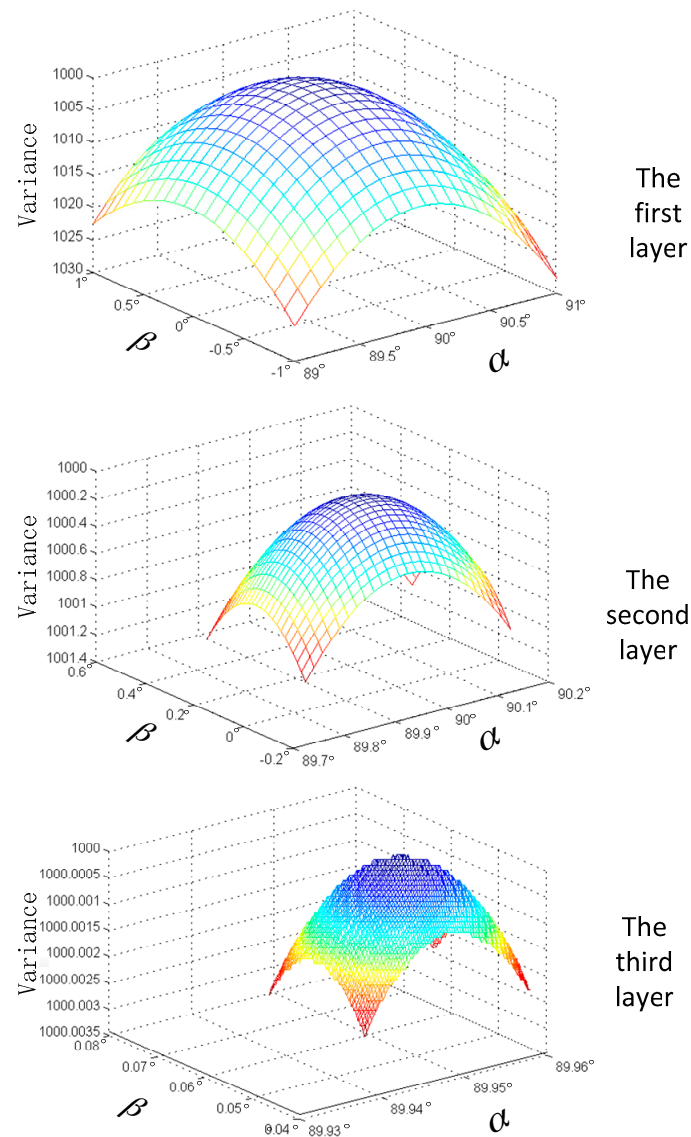 1000
1005
1010
1015
1020
1025
1030
Variance
1°
0.5°
0°
-0.5°
-1°
β
89°
89.5°
90°
90.5°
91°
α
The
first
layer
1000
1000.2
1000.4
1000.6
1000.8
1001
1001.2
1001.4
Variance
0.6°
0.4°
0.2°
0°
-0.2°
β
89.7°
89.8°
89.9°
90°
90.1°
90.2°
α
The
second
layer
1000
1000.0005
1000.001
1000.0015
1000.002
1000.0025
1000.003
1000.0035
Variance
0.08°
0.07°
0.06°
0.05°
0.04°
β
89.93°
89.94°
89.95°
89.96°
α
The
third
layer